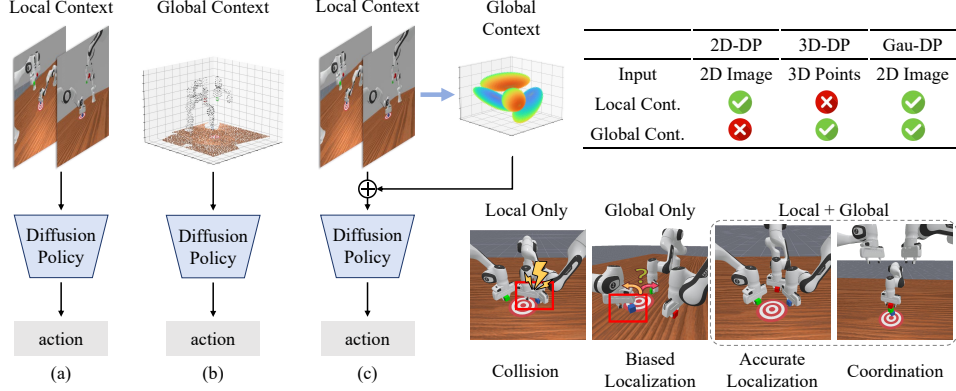 Local Context
Global Context
Local Context
Global
Context
2D-DP 3D-DP Gau-DP
Input 2D Image 3D Points 2D Image
Local Cont.
Global Cont.
Diffusion
Policy
Diffusion
Policy
Diffusion
Policy
action
action
action
(a)
(b)
(c)
Local Only
Global Only
Local + Global
?
Collision
Biased
Localization
Accurate
Localization
Coordination